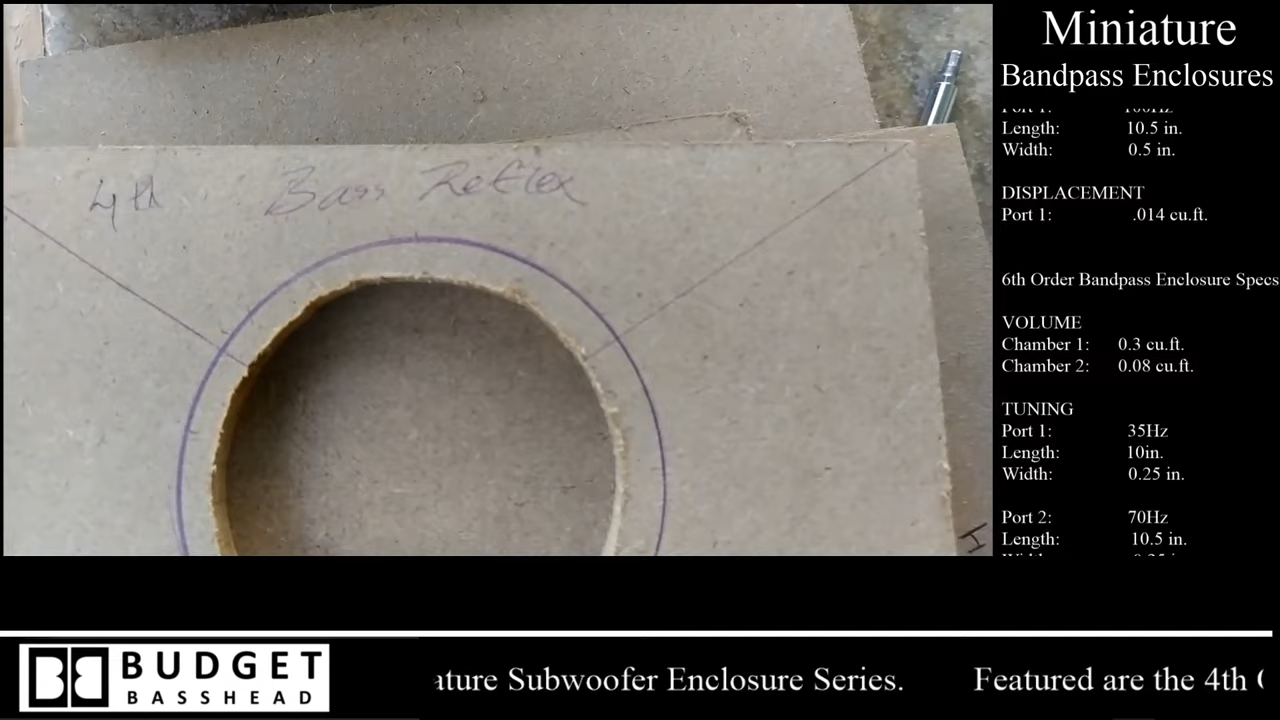 Miniature
Bandpass Enclosures
Port 1: 100Hz
Length: 10.5 in.
Width: 0.5 in.
DISPLACEMENT
Port 1: .014 cu.ft.
6th Order Bandpass Enclosure Specs
VOLUME
Chamber 1: 0.3 cu.ft.
Chamber 2: 0.08 cu.ft.
TUNING
Port 1: 35Hz
Length: 10in.
Width: 0.25 in.
Port 2: 70Hz
Length: 10.5 in.
4th Bass Reflex
H
BUDGET
BASSHEAD
ature Subwoofer Enclosure Series. Featured are the 4th